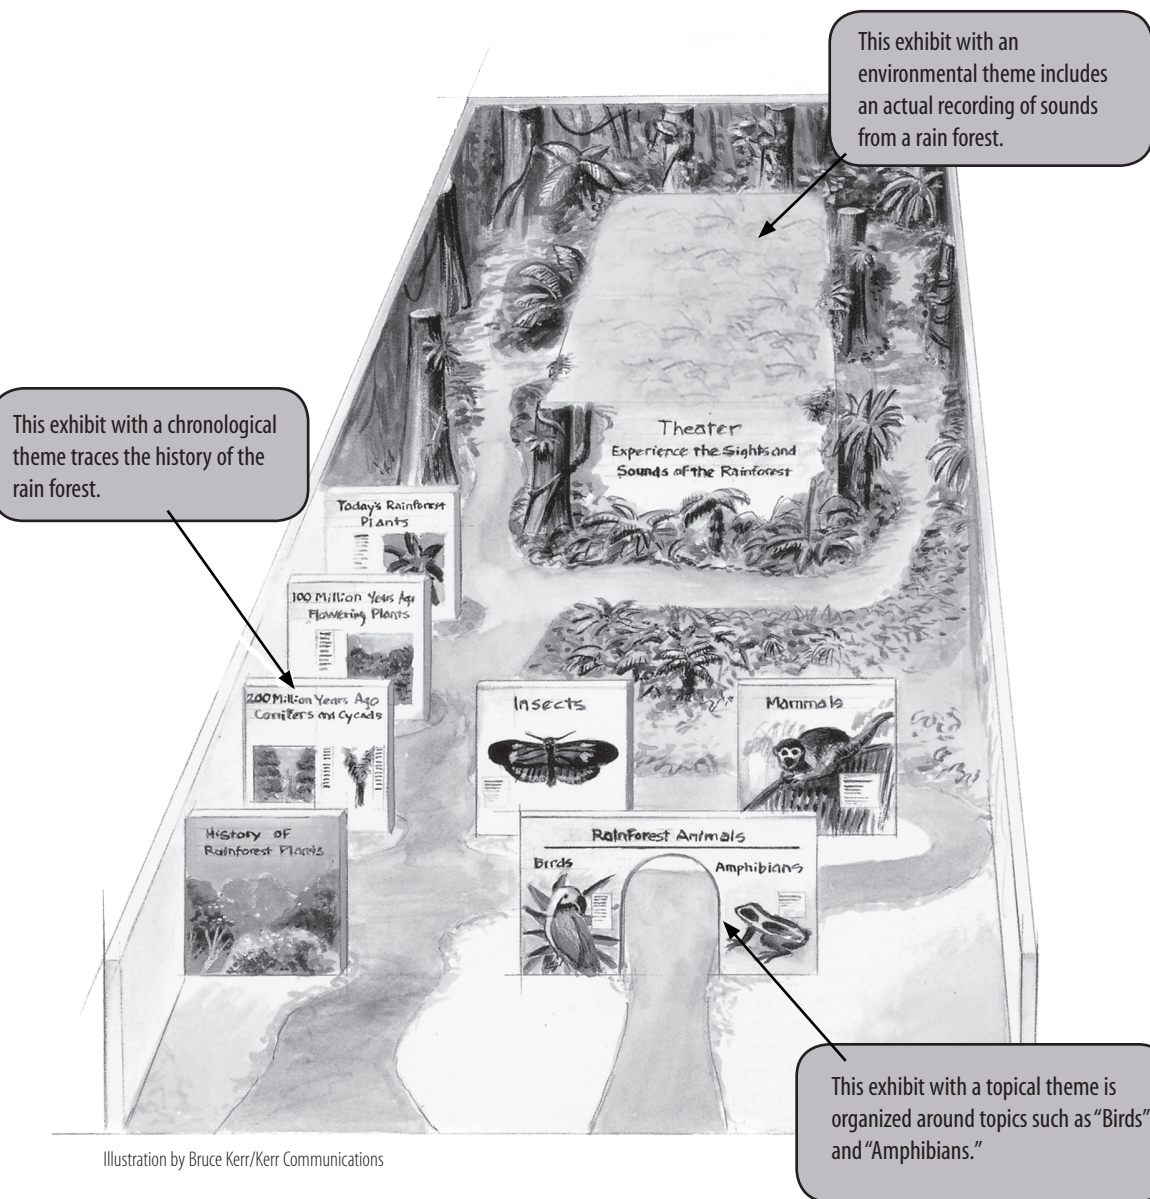 This exhibit with an
environmental theme includes
an actual recording of sounds
from a rain forest.
This exhibit with a chronological
theme traces the history of the
rain forest.
Theater
Experience the Sights and
Sounds of the Rainforest
Today's Rainforest
Plants
100 Million Years Ago
Flowering Plants
200 Million Years Ago
Conifers and Cycads
History of
Rainforest Plants
Insects
Mammals
Rainforest Animals
Birds
Amphibians
This exhibit with a topical theme is
organized around topics such as “Birds”
and “Amphibians.”
Illustration by Bruce Kerr/Kerr Communications